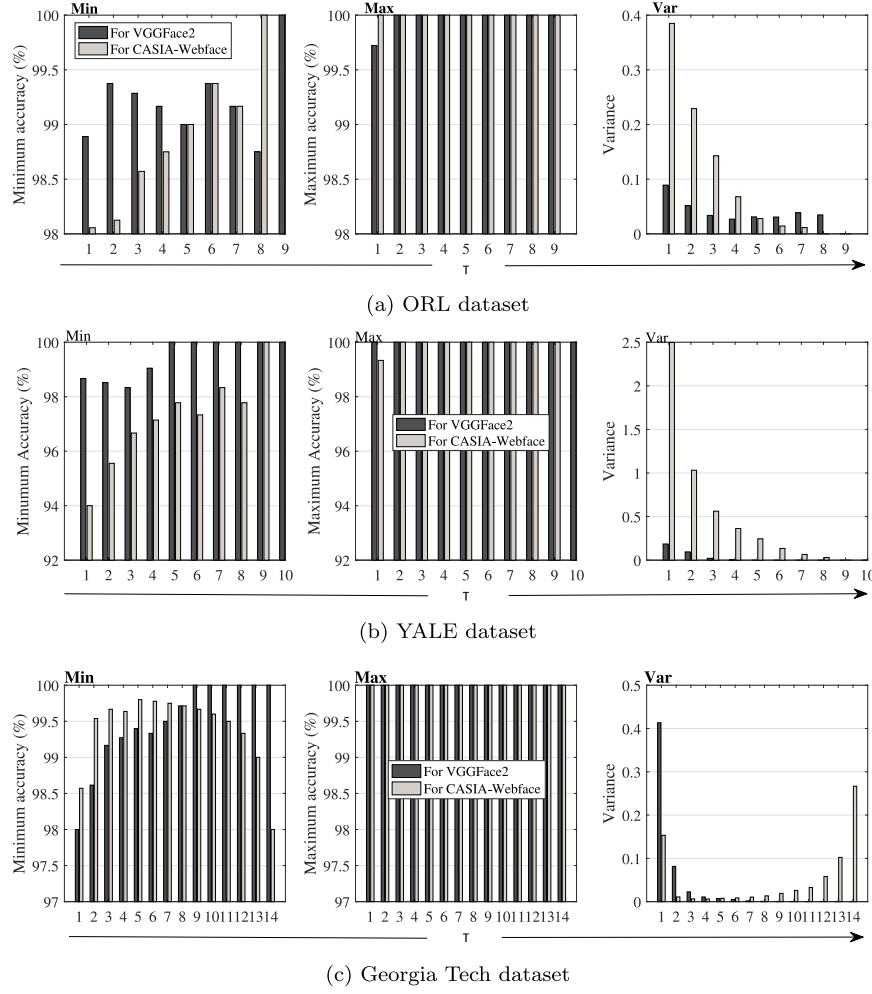 Min
Max
Var
100
99.5
99
98.5
98
Minimum accuracy (%)
For VGGFace2
For CASIA-Webface
1 2 3 4 5 6 7 8 9
100
99.5
99
98.5
98
Maximum accuracy (%)
1 2 3 4 5 6 7 8 9
0.4
0.3
0.2
0.1
0
Variance
1 2 3 4 5 6 7 8 9
T
(a) ORL dataset
Min
Max
Var
100
98
96
94
92
Minumum Accuracy (%)
1 2 3 4 5 6 7 8 9 10
100
98
96
94
92
Maximum Accuracy (%)
For VGGFace2
For CASIA-Webface
1 2 3 4 5 6 7 8 9 10
2.5
2
1.5
1
0.5
0
Variance
1 2 3 4 5 6 7 8 9 10
T
(b) YALE dataset
Min
Max
Var
100
99.5
99
98.5
98
97.5
97
Minimum accuracy (%)
1 2 3 4 5 6 7 8 9 10 11 12 13 14
100
99.5
99
98.5
98
97.5
97
Maximum accuracy (%)
For VGGFace2
For CASIA-Webface
1 2 3 4 5 6 7 8 9 10 11 12 13 14
0.5
0.4
0.3
0.2
0.1
0
Variance
1 2 3 4 5 6 7 8 9 10 11 12 13 14
T
(c) Georgia Tech dataset